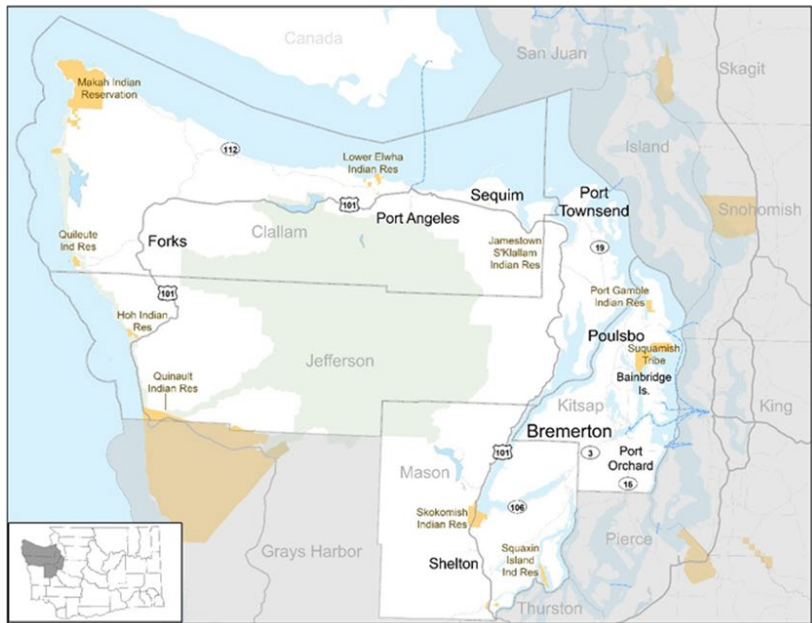 Canada
San Juan
Skagit
Makah Indian
Reservation
112
Island
Lower Elwha
Indian Res
Sequim
Port
Townsend
Snohomish
101
Port Angeles
Clallam
Quileute
Ind Res
Forks
Jamestown
S'Klallam
Indian Res
19
101
Port Gamble
Indian Res
Hoh Indian
Res
Poulsbo
Jefferson
Suquamish
Tribe
Quinault
Indian Res
Bainbridge
Is.
Kitsap
King
Bremerton
101
3
Port
Orchard
Mason
16
Skokomish
Indian Res
106
Pierce
Grays Harbor
Shelton
Squaxin
Island
Ind Res
Thurston